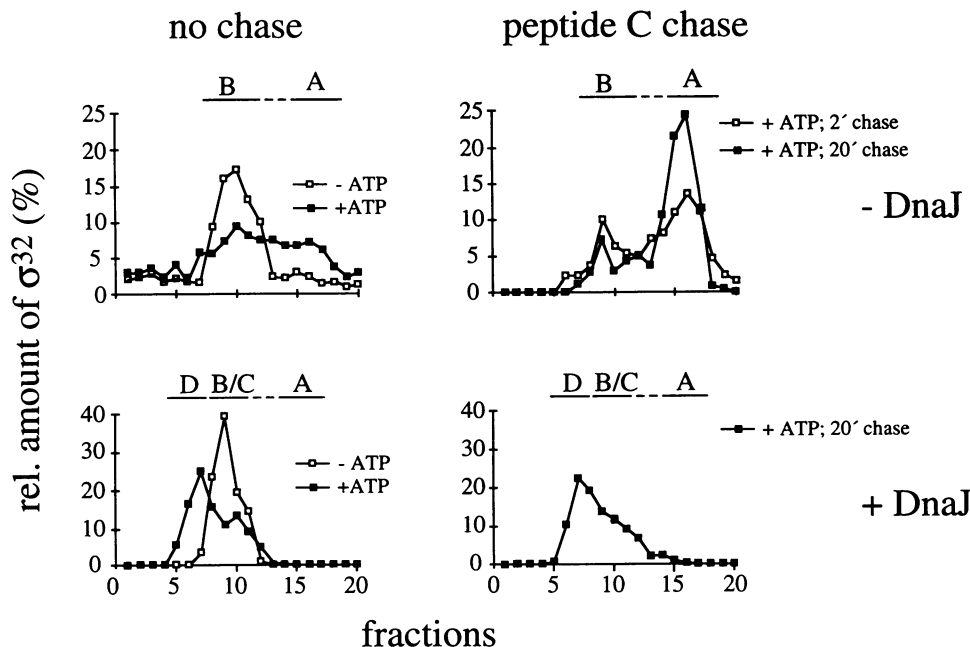 no chase
peptide C chase
B A
B A
25
20
15
10
5
0
- ATP
+ATP
25
20
15
10
5
0
+ ATP; 2´ chase
+ ATP; 20´ chase
- DnaJ
rel. amount of σ32 (%)
D B/C A
D B/C A
40
30
20
10
0
- ATP
+ATP
0 5 10 15 20
40
30
20
10
0
+ ATP; 20´ chase
0 5 10 15 20
+ DnaJ
fractions